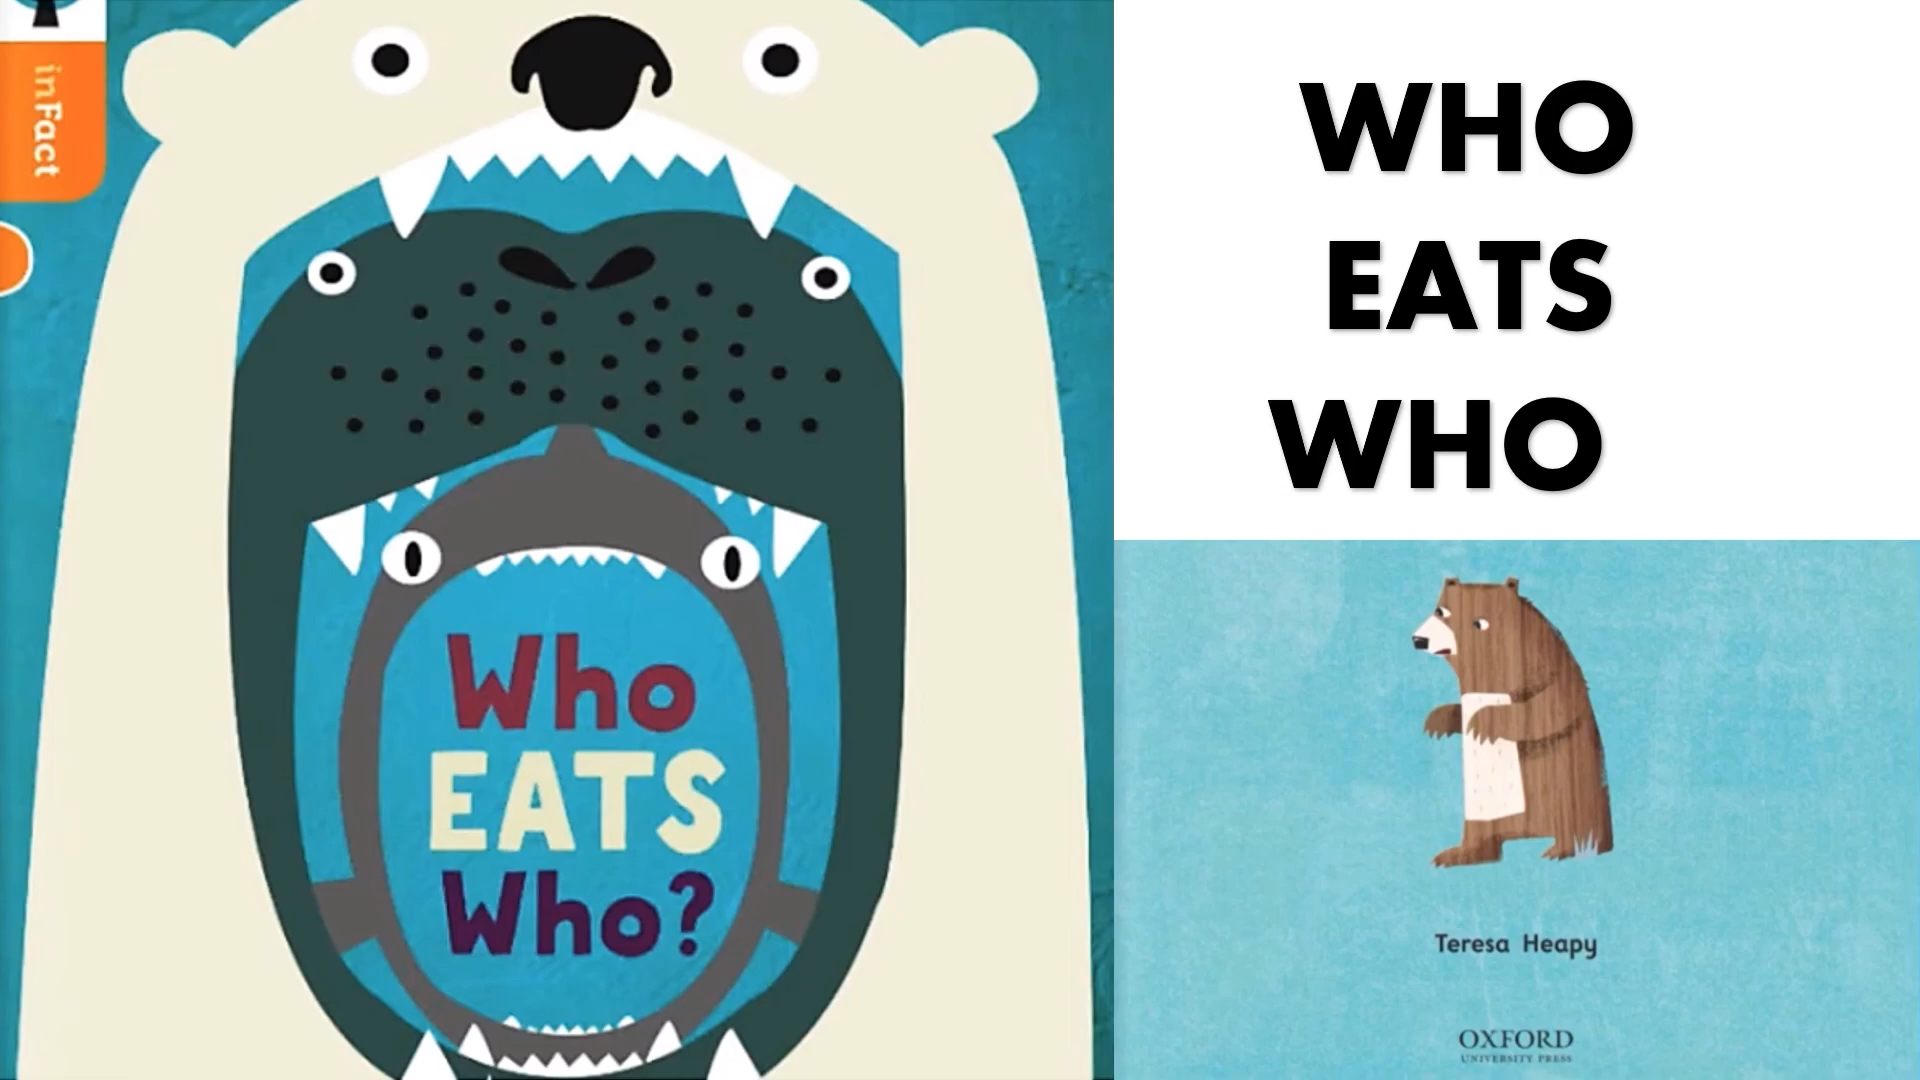 inFact
Who
EATS
Who?
WHO
EATS
WHO
Teresa Heapy
OXFORD
UNIVERSITY PRESS